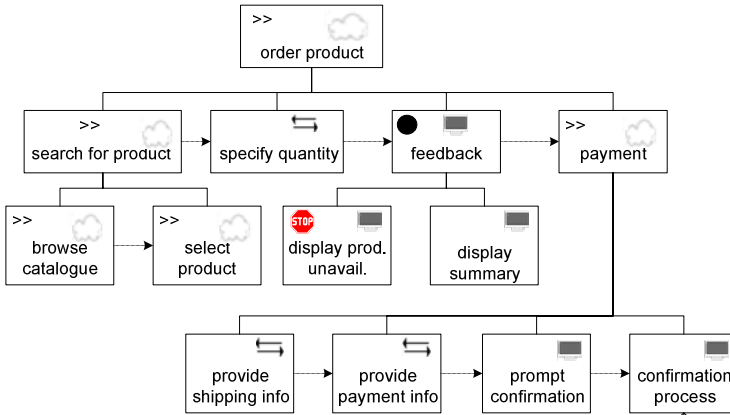 >>
order product
>>
search for product
specify quantity
feedback
>>
payment
>>
browse
catalogue
>>
select
product
STOP
display prod.
unavail.
display
summary
provide
shipping info
provide
payment info
prompt
confirmation
confirmation
process